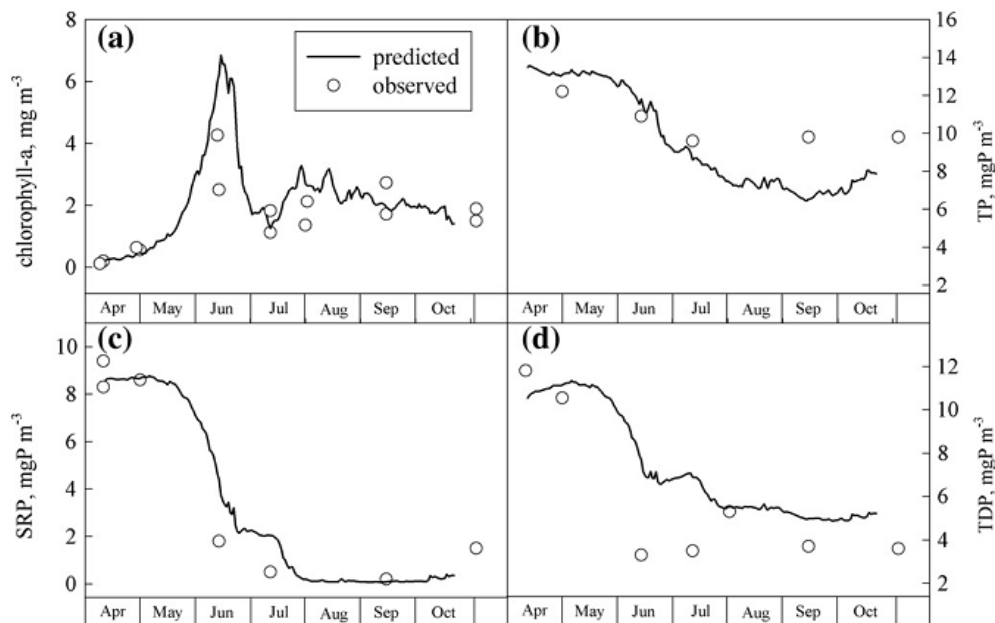 (a)
predicted
observed
8
6
4
2
0
chlorophyll-a, mg m-3
Apr May Jun Jul Aug Sep Oct
(b)
16
14
12
10
8
6
4
2
TP, mgP m-3
Apr May Jun Jul Aug Sep Oct
(c)
10
8
6
4
2
0
SRP, mgP m-3
Apr May Jun Jul Aug Sep Oct
(d)
12
10
8
6
4
2
TDP, mgP m-3
Apr May Jun Jul Aug Sep Oct